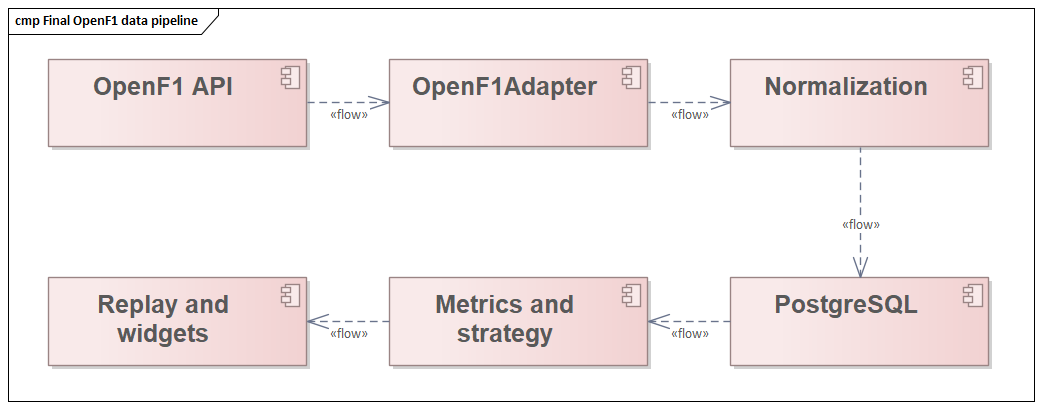 cmp Final OpenF1 data pipeline
OpenF1 API
«flow»
OpenF1Adapter
«flow»
Normalization
«flow»
PostgreSQL
«flow»
Metrics and
strategy
«flow»
Replay and
widgets